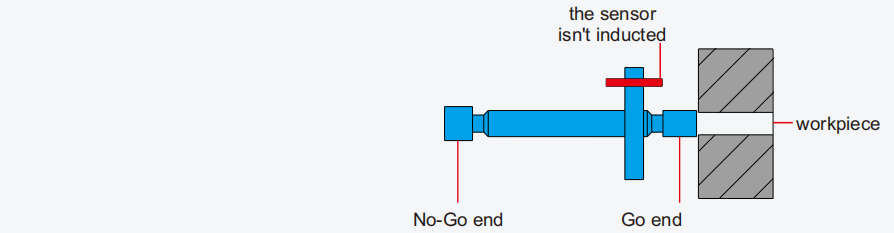 the sensor
isn't inducted
workpiece
No-Go end
Go end